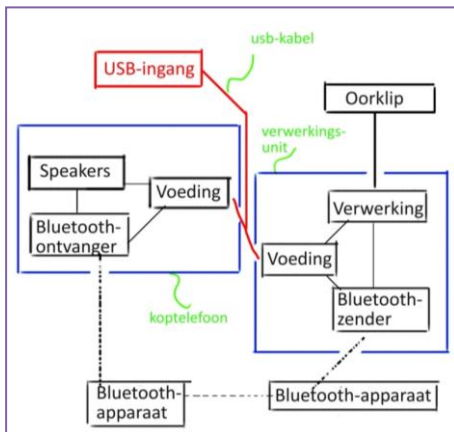 usb-kabel
USB-ingang
Oorklip
verwerkings-
unit
Speakers
Voeding
Verwerking
Bluetooth-
ontvanger
Voeding
Bluetooth-
zender
koptelefoon
Bluetooth-
apparaat
Bluetooth-apparaat